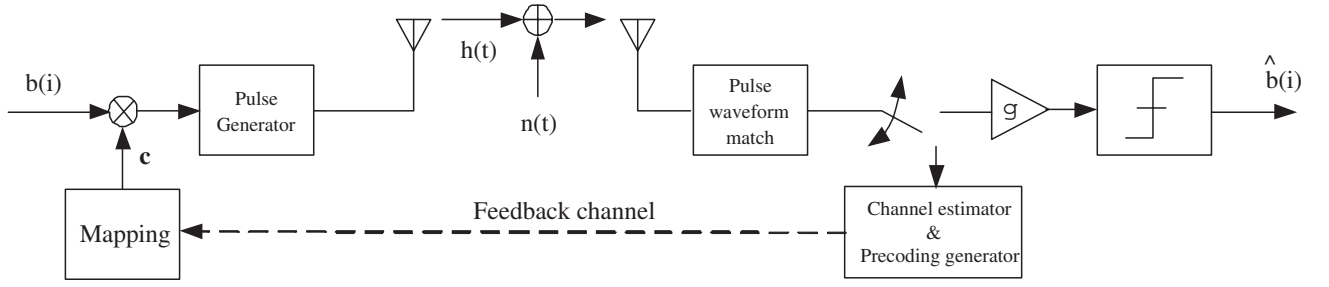 b(i)
c
Mapping
Pulse
Generator
h(t)
n(t)
Feedback channel
Pulse
waveform
match
Channel estimator
&
Precoding generator
g
^
b(i)